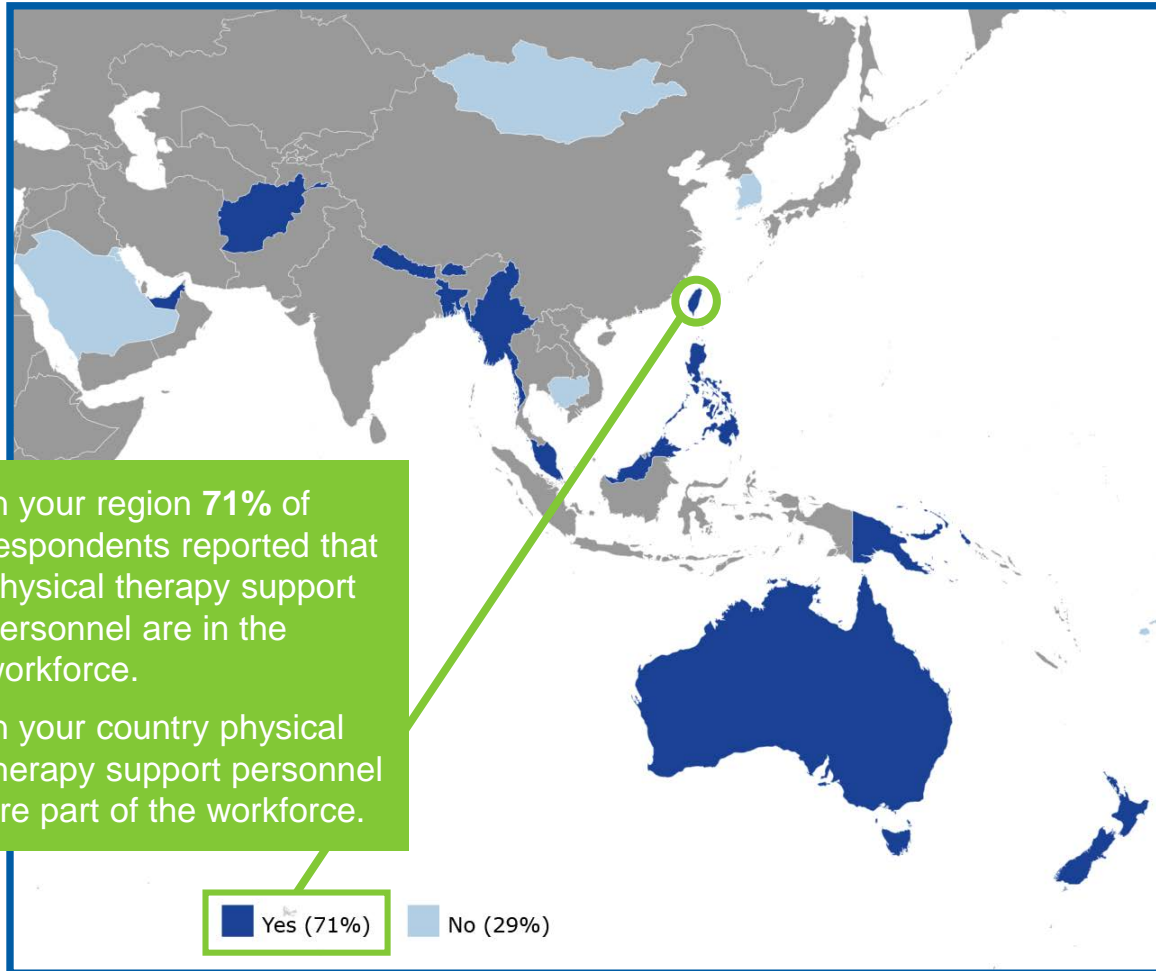 n your region 71% of
espondents reported that
hysical therapy support
ersonnel are in the
workforce.
n your country physical
herapy support personnel
re part of the workforce.
Yes (71%) No (29%)